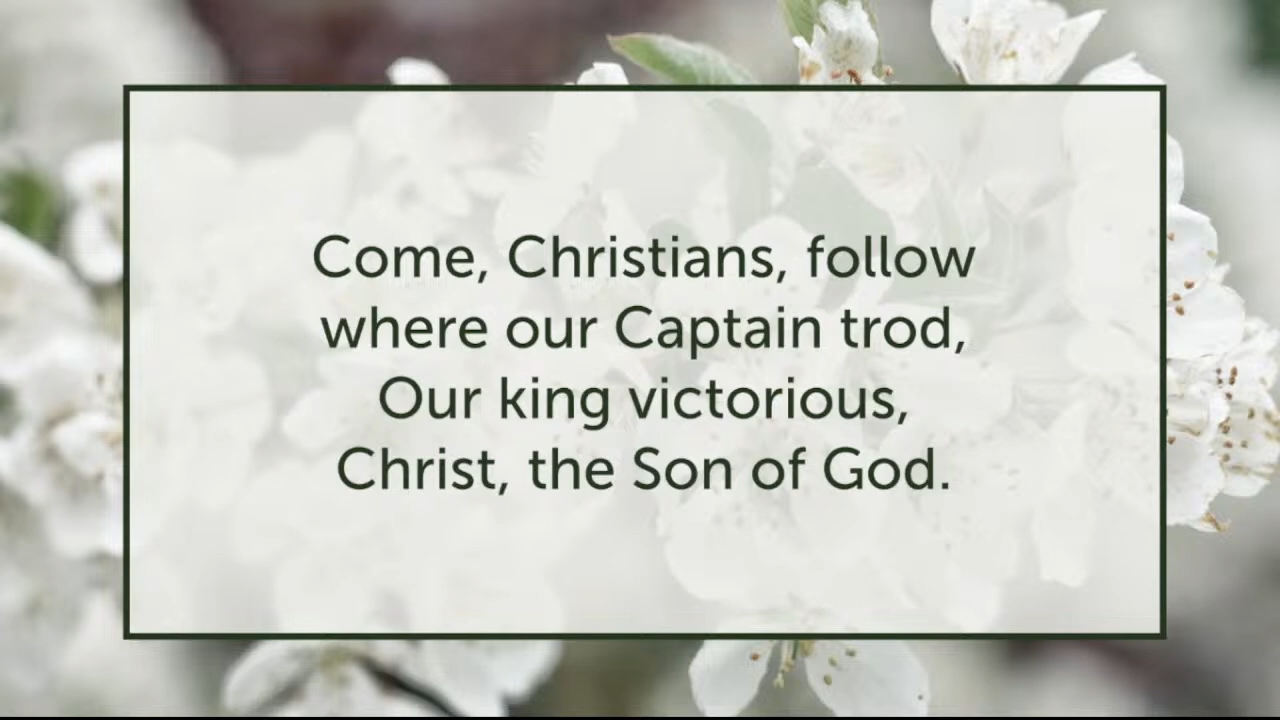 Come, Christians, follow
where our Captain trod,
Our king victorious,
Christ, the Son of God.